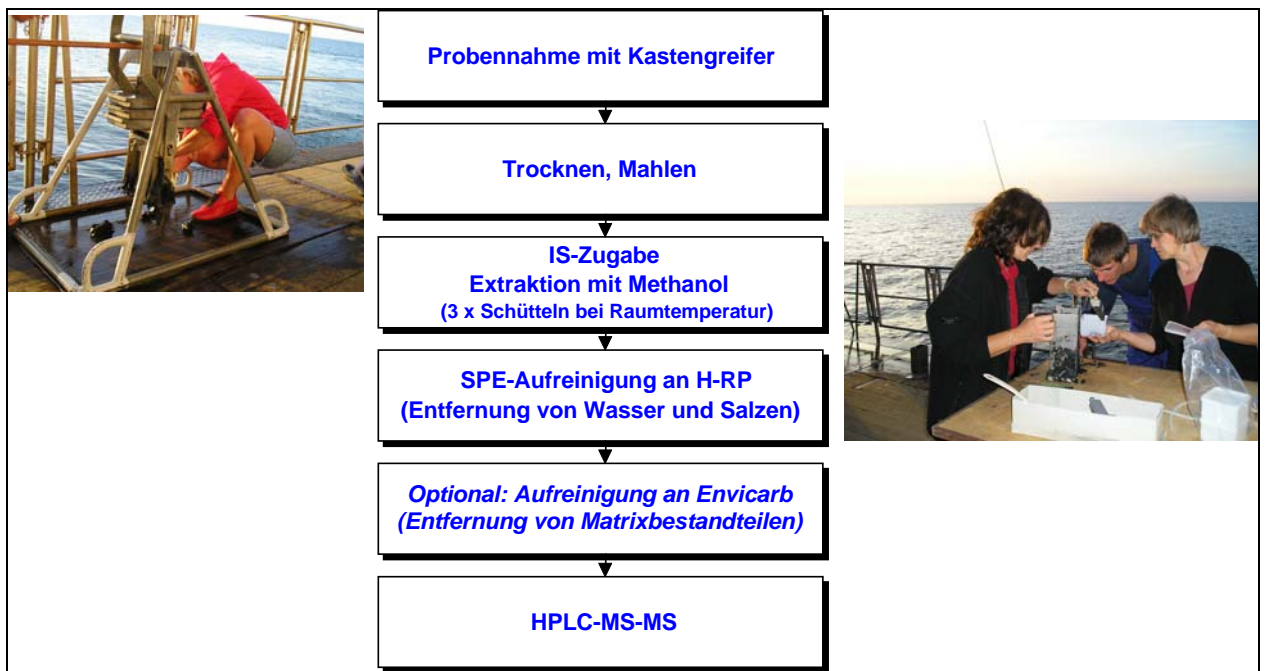 Probennahme mit Kastengreifer
Trocknen, Mahlen
IS-Zugabe
Extraktion mit Methanol
(3 x Schütteln bei Raumtemperatur)
SPE-Aufreinigung an H-RP
(Entfernung von Wasser und Salzen)
Optional: Aufreinigung an Envicarb
(Entfernung von Matrixbestandteilen)
HPLC-MS-MS